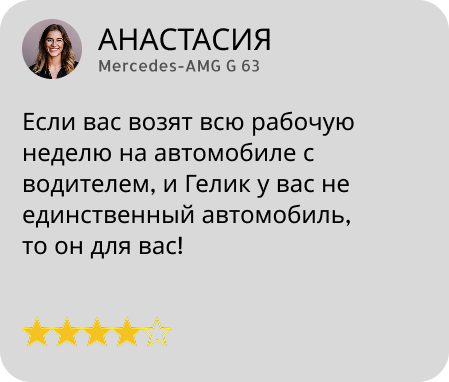 АНАСТАСИЯ
Mercedes-AMG G 63
Если вас возят всю рабочую
неделю на автомобиле с
водителем, и Гелик у вас не
единственный автомобиль,
то он для вас!